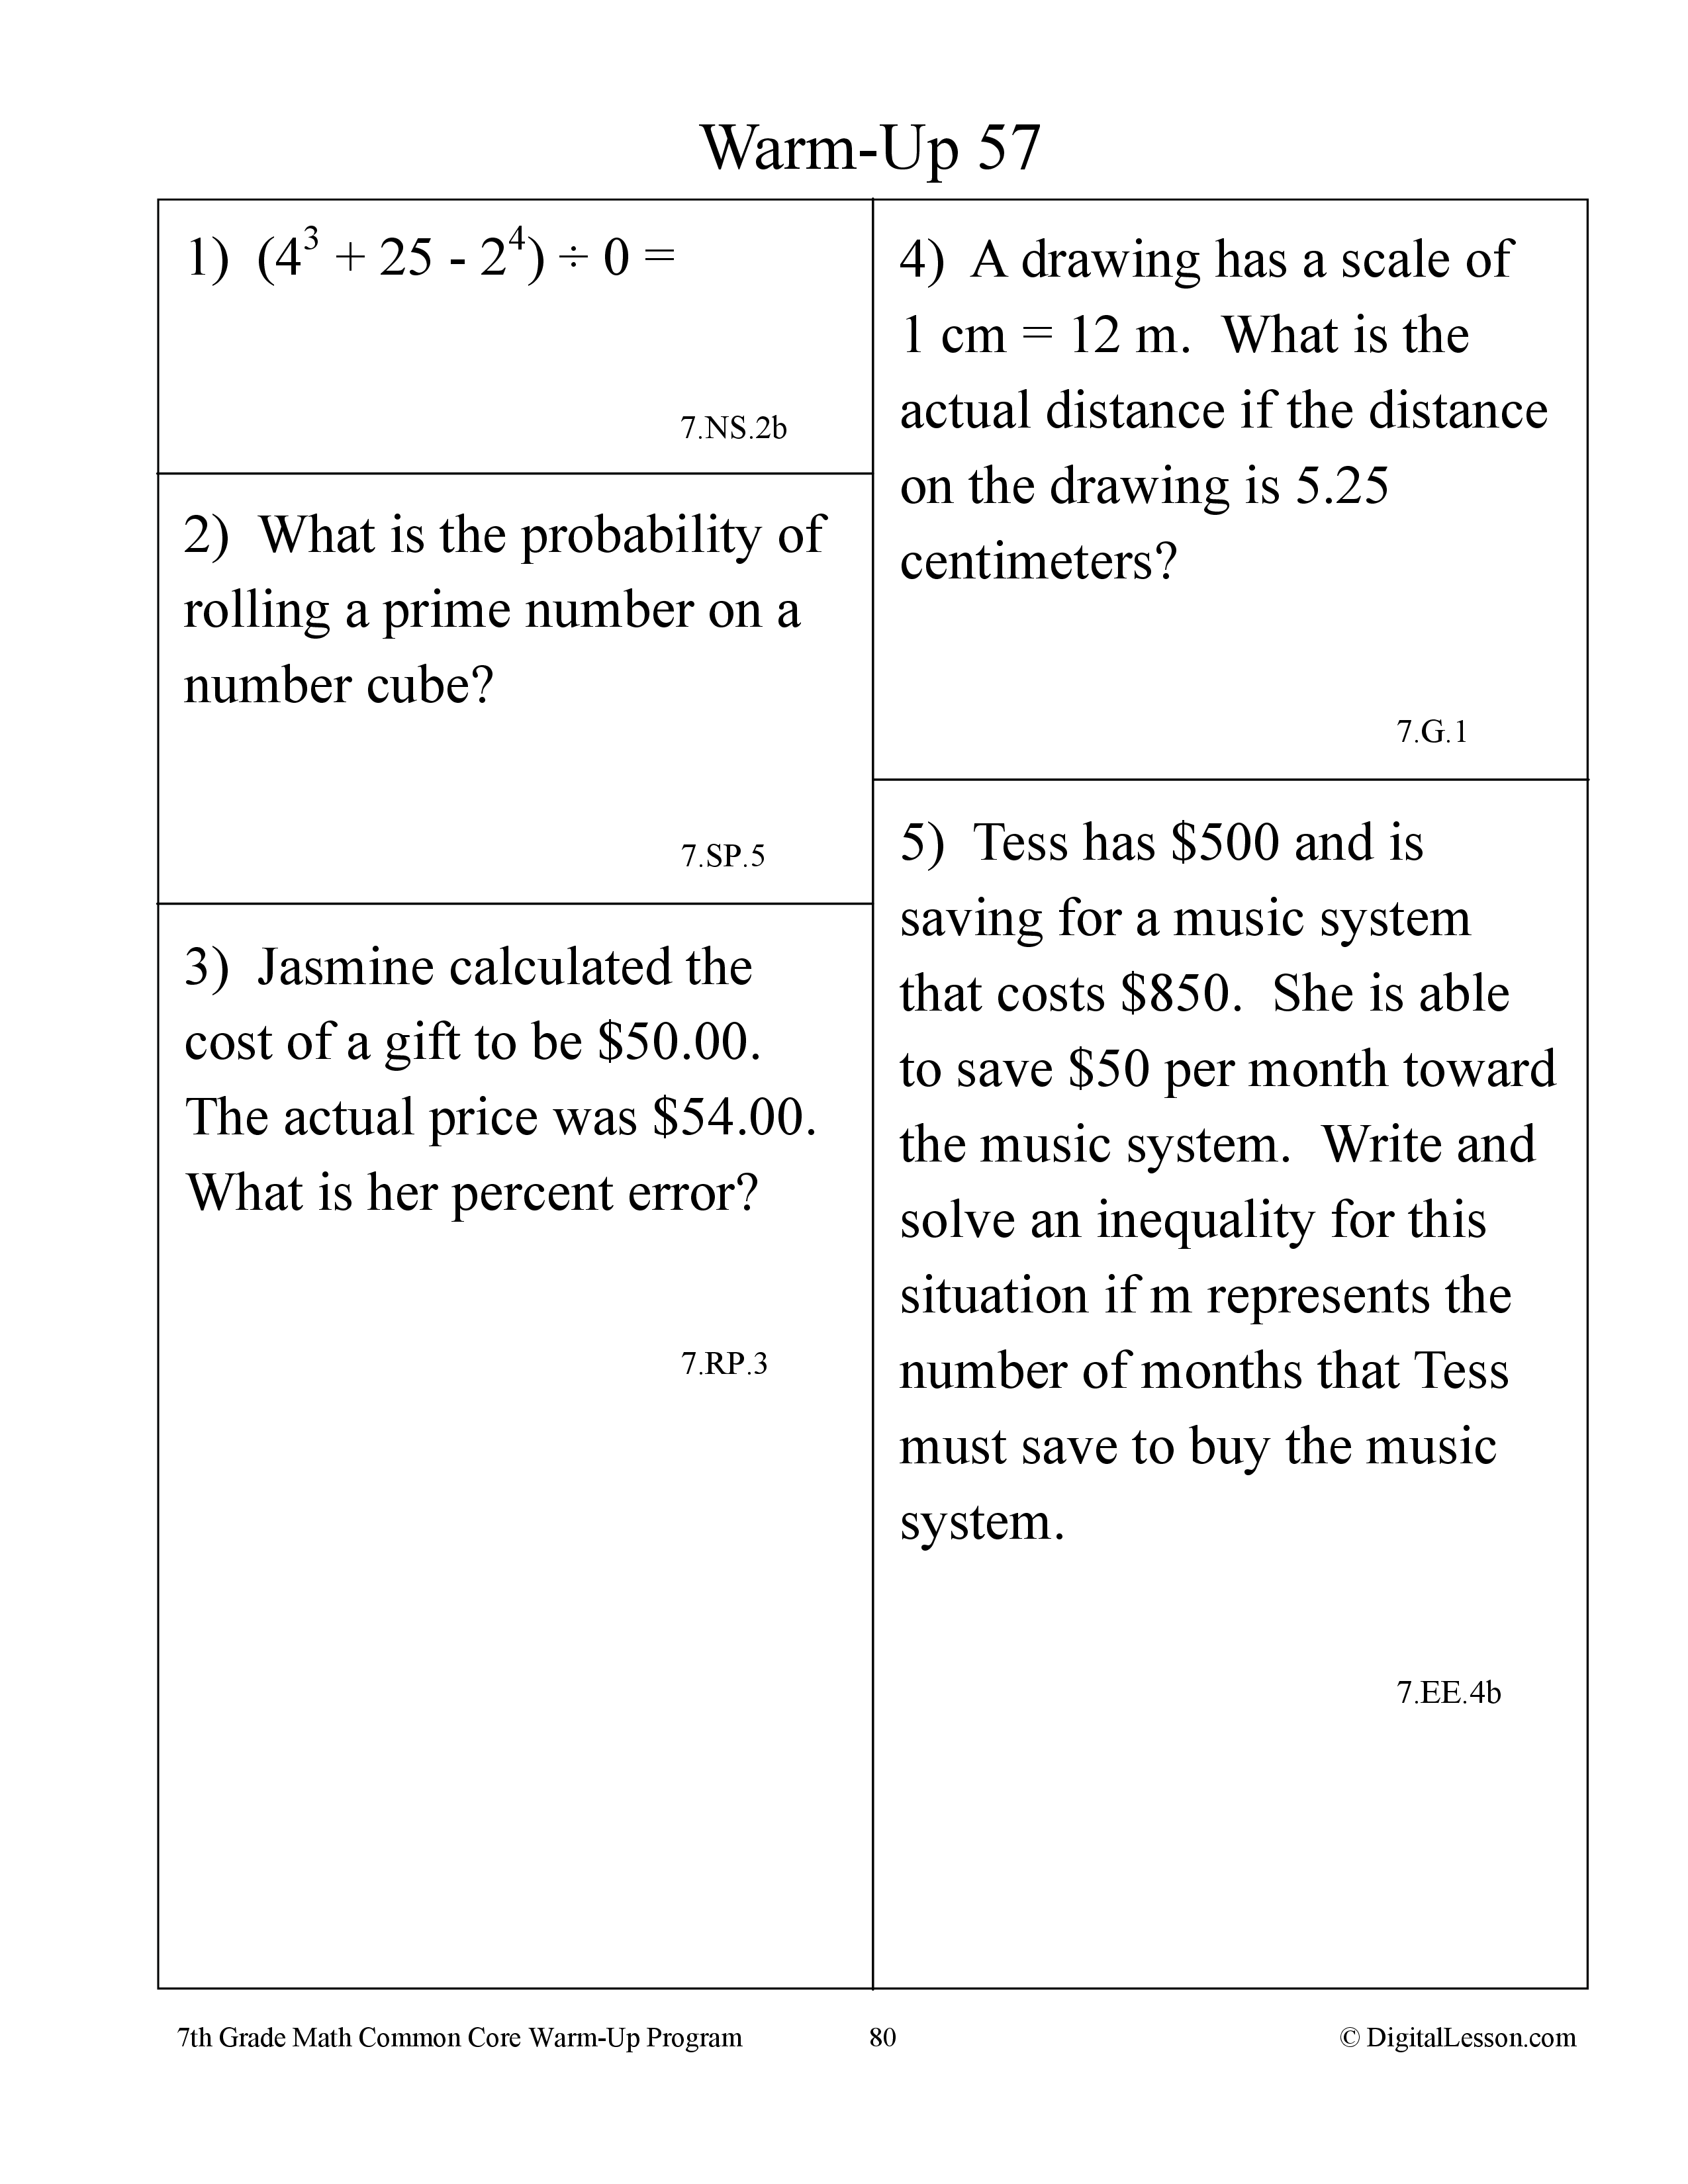 Warm-Up 57
1)  (4³ + 25 - 2⁴) ÷ 0 =
7.NS.2b
2)  What is the probability of
rolling a prime number on a
number cube?
7.SP.5
3)  Jasmine calculated the
cost of a gift to be $50.00.
The actual price was $54.00.
What is her percent error?
7.RP.3
4)  A drawing has a scale of
1 cm = 12 m.  What is the
actual distance if the distance
on the drawing is 5.25
centimeters?
7.G.1
5)  Tess has $500 and is
saving for a music system
that costs $850.  She is able
to save $50 per month toward
the music system.  Write and
solve an inequality for this
situation if m represents the
number of months that Tess
must save to buy the music
system.
7.EE.4b
7th Grade Math Common Core Warm-Up Program
80
© DigitalLesson.com